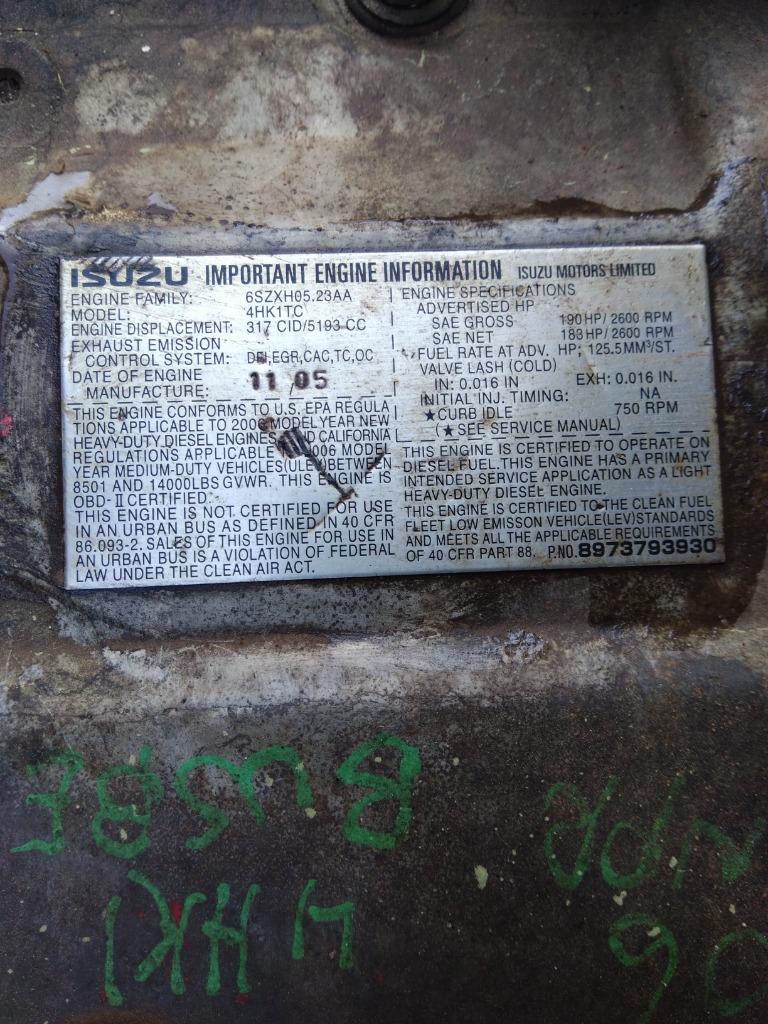 ISUZU IMPORTANT ENGINE INFORMATION ISUZU MOTORS LIMITED
ENGINE FAMILY: 6SZXH05.23AA
MODEL: 4HK1TC
ENGINE DISPLACEMENT: 317 CID/5193 CC
EXHAUST EMISSION
CONTROL SYSTEM: DFI,EGR,CAC,TC,OC
DATE OF ENGINE
MANUFACTURE: 11 05
THIS ENGINE CONFORMS TO U.S. EPA REGULA
TIONS APPLICABLE TO 2006 MODEL YEAR NEW
HEAVY-DUTY DIESEL ENGINES AND CALIFORNIA
REGULATIONS APPLICABLE 2006 MODEL
YEAR MEDIUM-DUTY VEHICLES(ULEV)BETWEEN
8501 AND 14000LBS GVWR. THIS ENGINE IS
OBD-II CERTIFIED.
THIS ENGINE IS NOT CERTIFIED FOR USE
IN AN URBAN BUS AS DEFINED IN 40 CFR
86.093-2. SALES OF THIS ENGINE FOR USE IN
AN URBAN BUS IS A VIOLATION OF FEDERAL
LAW UNDER THE CLEAN AIR ACT.
ENGINE SPECIFICATIONS
ADVERTISED HP
SAE GROSS 190 HP/ 2600 RPM
SAE NET 183 HP/ 2600 RPM
FUEL RATE AT ADV. HP: 125.5MM³/ST.
VALVE LASH (COLD)
IN: 0.016 IN EXH: 0.016 IN.
INITIAL INJ. TIMING: NA
★CURB IDLE 750 RPM
(★SEE SERVICE MANUAL)
THIS ENGINE IS CERTIFIED TO OPERATE ON
DIESEL FUEL.THIS ENGINE HAS A PRIMARY
INTENDED SERVICE APPLICATION AS A LIGHT
HEAVY-DUTY DIESEL ENGINE.
THIS ENGINE IS CERTIFIED TO THE CLEAN FUEL
FLEET LOW EMISSON VEHICLE(LEV)STANDARDS
AND MEETS ALL THE APPLICABLE REQUIREMENTS
OF 40 CFR PART 88. P.NO.8973793930
06 4HK1
NPR